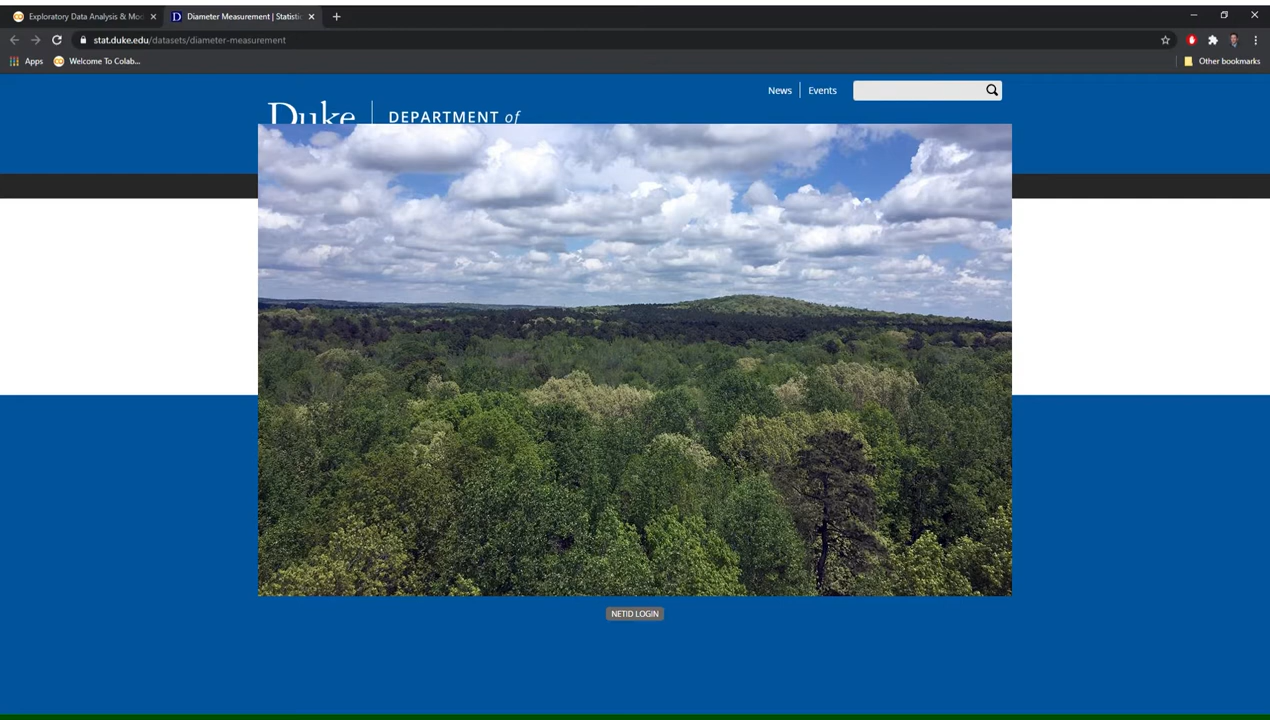 Exploratory Data Analysis & Mo
Diameter Measurement | Statisti
stat.duke.edu/datasets/diameter-measurement
Apps
Welcome To Colab...
Other bookmarks
News
Events
Duke
DEPARTMENT of
NETID LOGIN